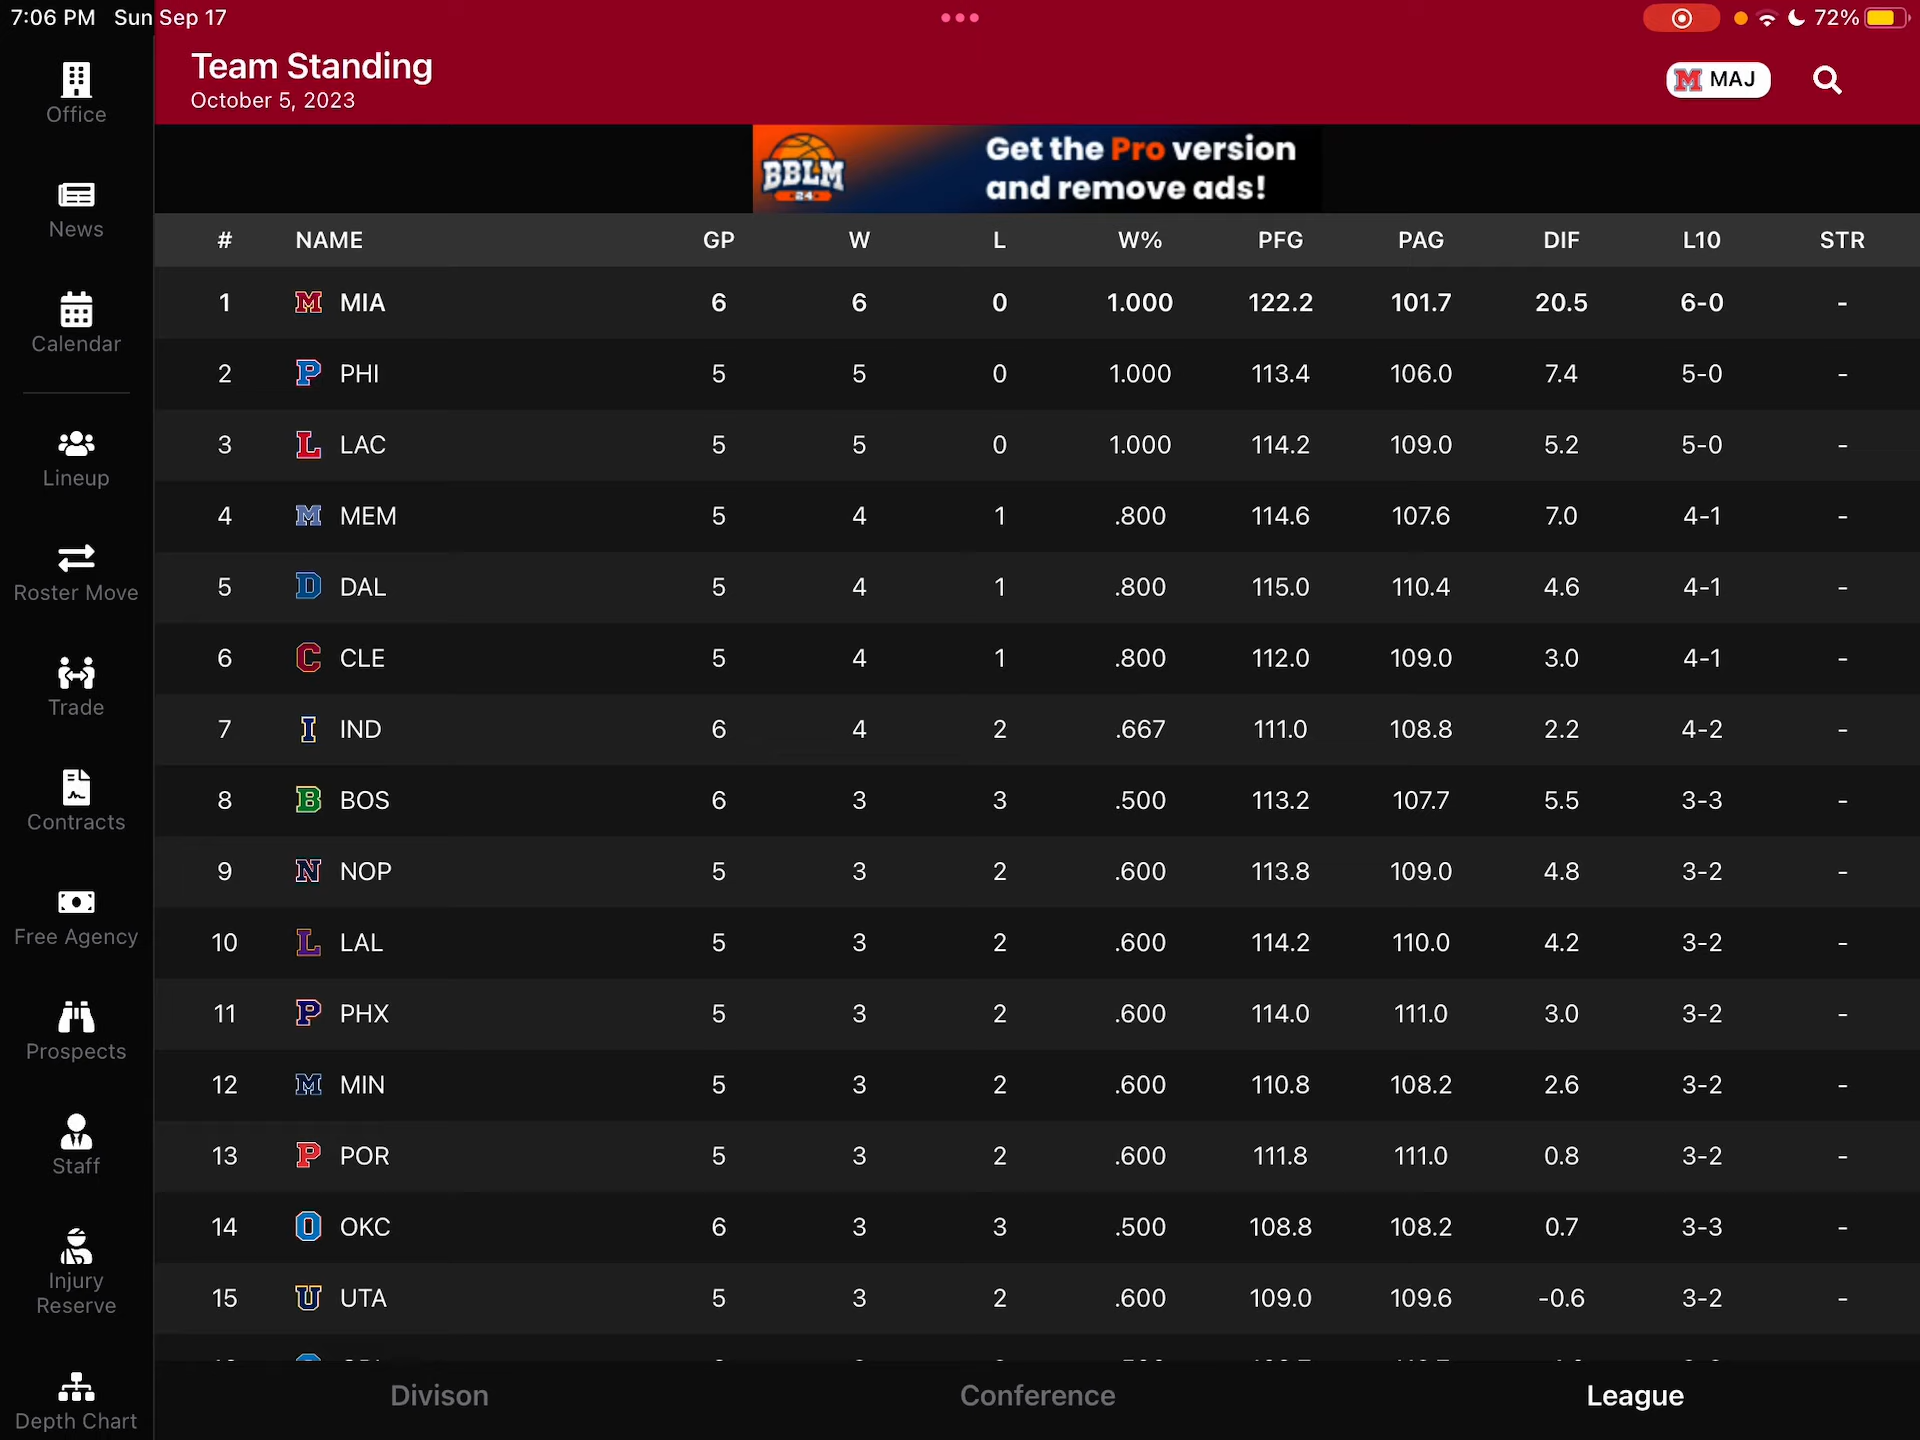 7:06 PM Sun Sep 17
72%
Team Standing
October 5, 2023
M MAJ
BBLM
24
Get the Pro version
and remove ads!
Office
News
Calendar
Lineup
Roster Move
Trade
Contracts
Free Agency
Prospects
Staff
Injury
Reserve
Depth Chart
# NAME GP W L W% PFG PAG DIF L10 STR
1 M MIA 6 6 0 1.000 122.2 101.7 20.5 6-0 -
2 P PHI 5 5 0 1.000 113.4 106.0 7.4 5-0 -
3 L LAC 5 5 0 1.000 114.2 109.0 5.2 5-0 -
4 M MEM 5 4 1 .800 114.6 107.6 7.0 4-1 -
5 D DAL 5 4 1 .800 115.0 110.4 4.6 4-1 -
6 C CLE 5 4 1 .800 112.0 109.0 3.0 4-1 -
7 I IND 6 4 2 .667 111.0 108.8 2.2 4-2 -
8 B BOS 6 3 3 .500 113.2 107.7 5.5 3-3 -
9 N NOP 5 3 2 .600 113.8 109.0 4.8 3-2 -
10 L LAL 5 3 2 .600 114.2 110.0 4.2 3-2 -
11 P PHX 5 3 2 .600 114.0 111.0 3.0 3-2 -
12 M MIN 5 3 2 .600 110.8 108.2 2.6 3-2 -
13 P POR 5 3 2 .600 111.8 111.0 0.8 3-2 -
14 O OKC 6 3 3 .500 108.8 108.2 0.7 3-3 -
15 U UTA 5 3 2 .600 109.0 109.6 -0.6 3-2 -
Divison Conference League